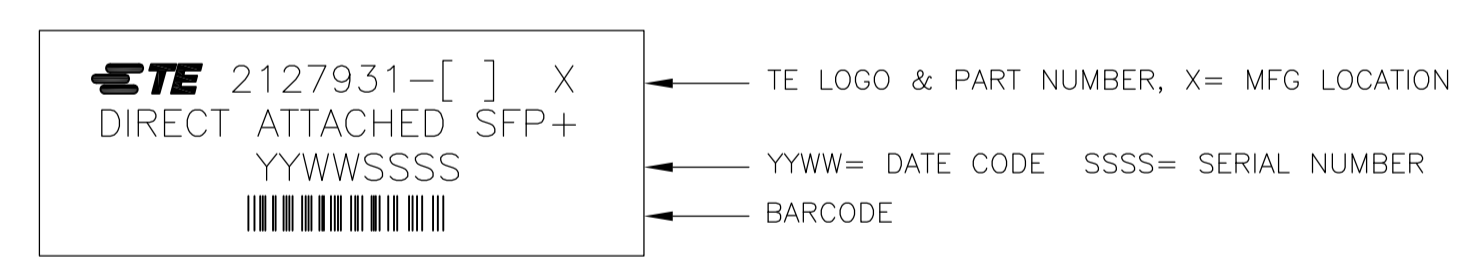 TE 2127931-[ ] X
TE LOGO & PART NUMBER, X= MFG LOCATION
DIRECT ATTACHED SFP+
YYWWSSSS
YYWW= DATE CODE SSSS= SERIAL NUMBER
BARCODE